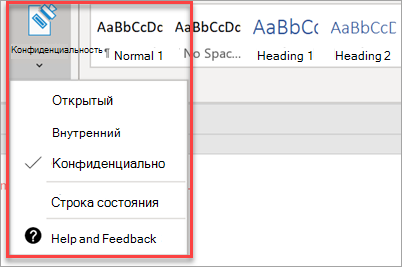 AaBbCcDc AaBbCcDc AaBbCc AaBbCcD
Конфиденциальность ¶ Normal 1 No Spac... Heading 1 Heading 2
Открытый
Внутренний
Конфиденциально
Строка состояния
? Help and Feedback